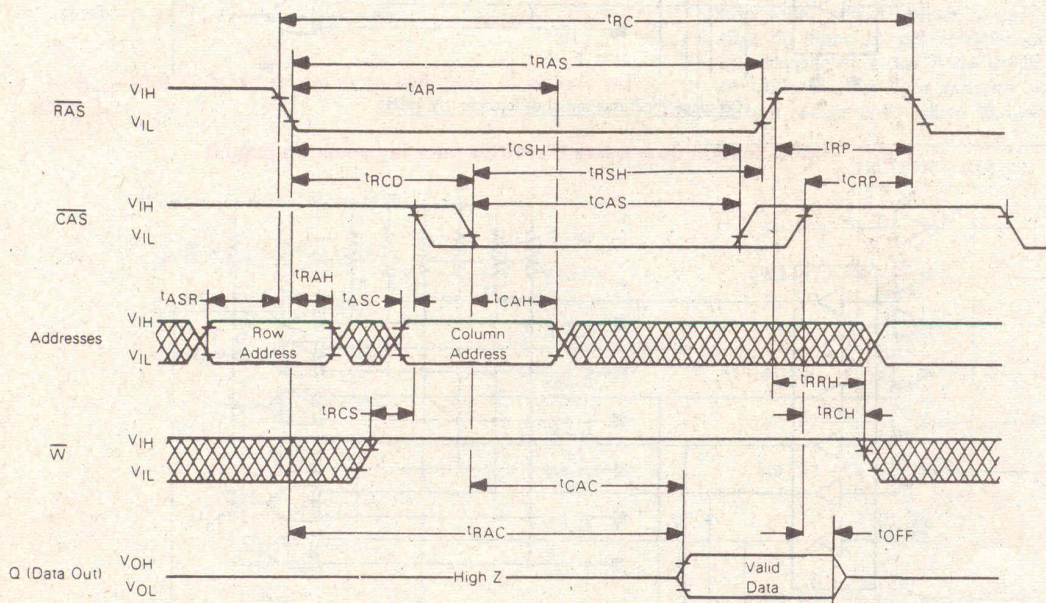 tRC
tRAS
tAR
RAS
VIH
VIL
tCSH
tRP
tRCD
tRSH
tCRP
CAS
VIH
VIL
tCAS
tRAH
tASR
tASC
tCAH
Addresses
VIH
VIL
Row
Address
Column
Address
tRRH
tRCS
tRCH
W
VIH
VIL
tCAC
tRAC
tOFF
Q (Data Out)
VOH
VOL
High Z
Valid
Data